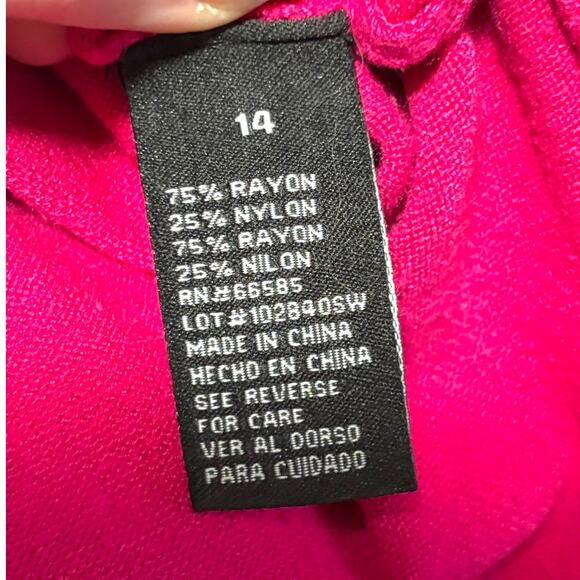 14
75% RAYON
25% NYLON
75% RAYON
25% NILON
RN#66585
LOT#102840SW
MADE IN CHINA
HECHO EN CHINA
SEE REVERSE
FOR CARE
VER AL DORSO
PARA CUIDADO